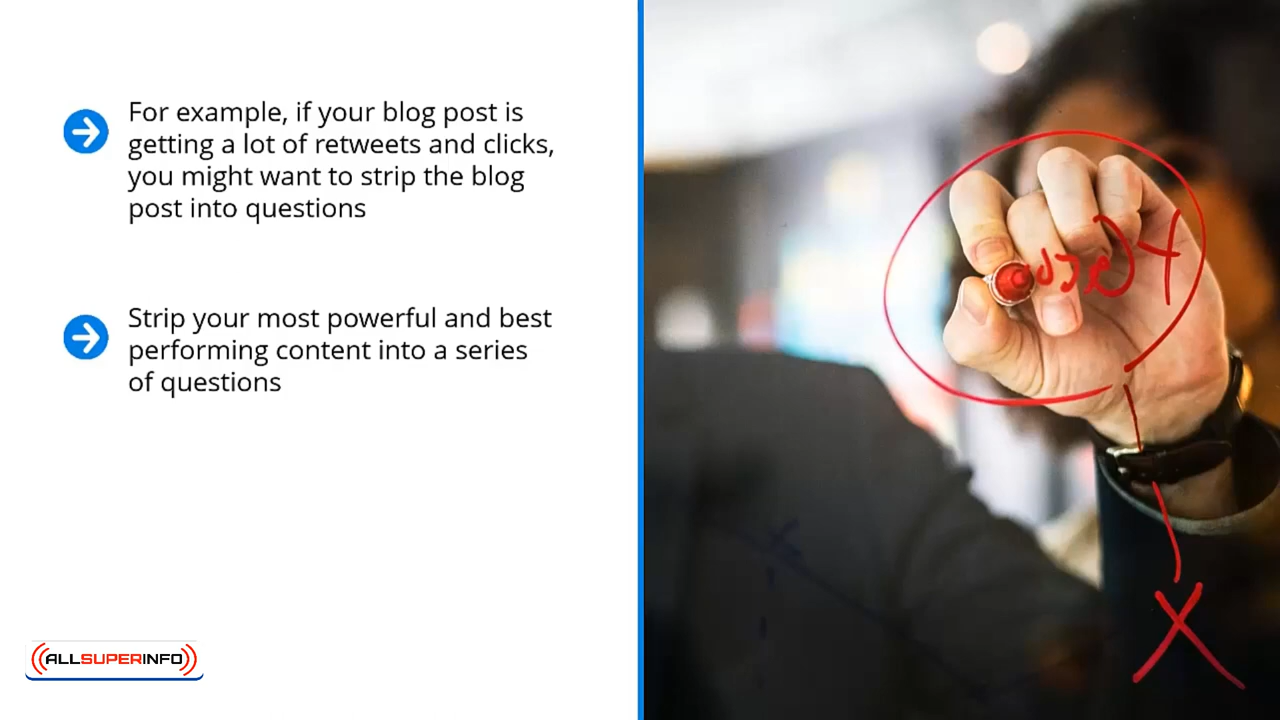 For example, if your blog post is
getting a lot of retweets and clicks,
you might want to strip the blog
post into questions
Strip your most powerful and best
performing content into a series
of questions
ALLSUPERINFO
X